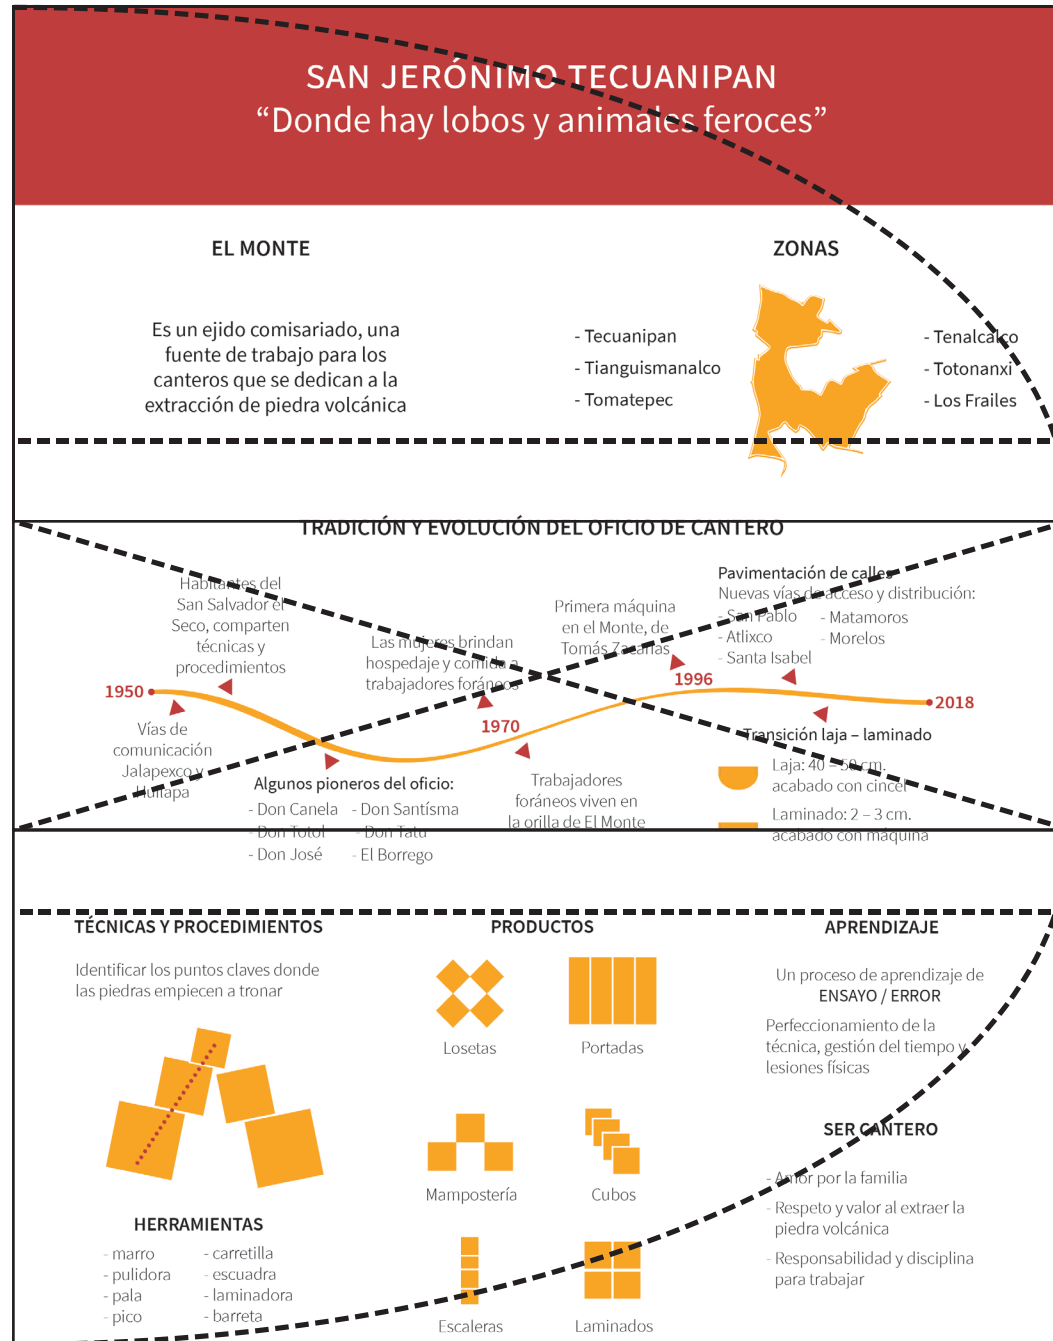 SAN JERÓNIMO TECUANIPAN
“Donde hay lobos y animales feroces”
EL MONTE
Es un ejido comisariado, una
fuente de trabajo para los
canteros que se dedican a la
extracción de piedra volcánica
ZONAS
- Tecuanipan
- Tianguismanalco
- Tomatepec
- Tenalcalco
- Totonanxi
- Los Frailes
TRADICIÓN Y EVOLUCIÓN DEL OFICIO DE CANTERO
1950
Habitantes del
San Salvador el
Seco, comparten
técnicas y
procedimientos
Vías de
comunicación
Jalapexco y
Huilapa
Algunos pioneros del oficio:
- Don Canela - Don Santísma
- Don Totol - Don Tatu
- Don José - El Borrego
Las mujeres brindan
hospedaje y comida a
trabajadores foráneos
1970
Trabajadores
foráneos viven en
la orilla de El Monte
Primera máquina
en el Monte, de
Tomás Zacarías
1996
Pavimentación de calles
Nuevas vías de acceso y distribución:
- San Pablo - Matamoros
- Atlixco - Morelos
- Santa Isabel
2018
Transición laja – laminado
Laja: 40 – 50 cm.
acabado con cincel
Laminado: 2 – 3 cm.
acabado con máquina
TÉCNICAS Y PROCEDIMIENTOS
Identificar los puntos claves donde
las piedras empiecen a tronar
HERRAMIENTAS
- marro - carretilla
- pulidora - escuadra
- pala - laminadora
- pico - barreta
PRODUCTOS
Losetas
Portadas
Mampostería
Cubos
Escaleras
Laminados
APRENDIZAJE
Un proceso de aprendizaje de
ENSAYO / ERROR
Perfeccionamiento de la
técnica, gestión del tiempo y
lesiones físicas
SER CANTERO
- Amor por la familia
- Respeto y valor al extraer la
piedra volcánica
- Responsabilidad y disciplina
para trabajar